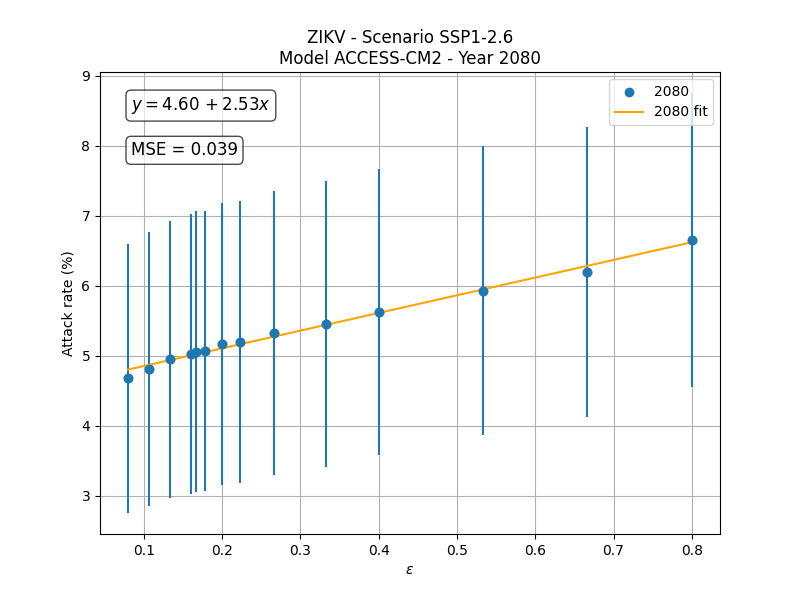 ZIKV - Scenario SSP1-2.6
Model ACCESS-CM2 - Year 2080
y = 4.60 + 2.53x
MSE = 0.039
2080
2080 fit
Attack rate (%)
9
8
7
6
5
4
3
0.1 0.2 0.3 0.4 0.5 0.6 0.7 0.8
ε